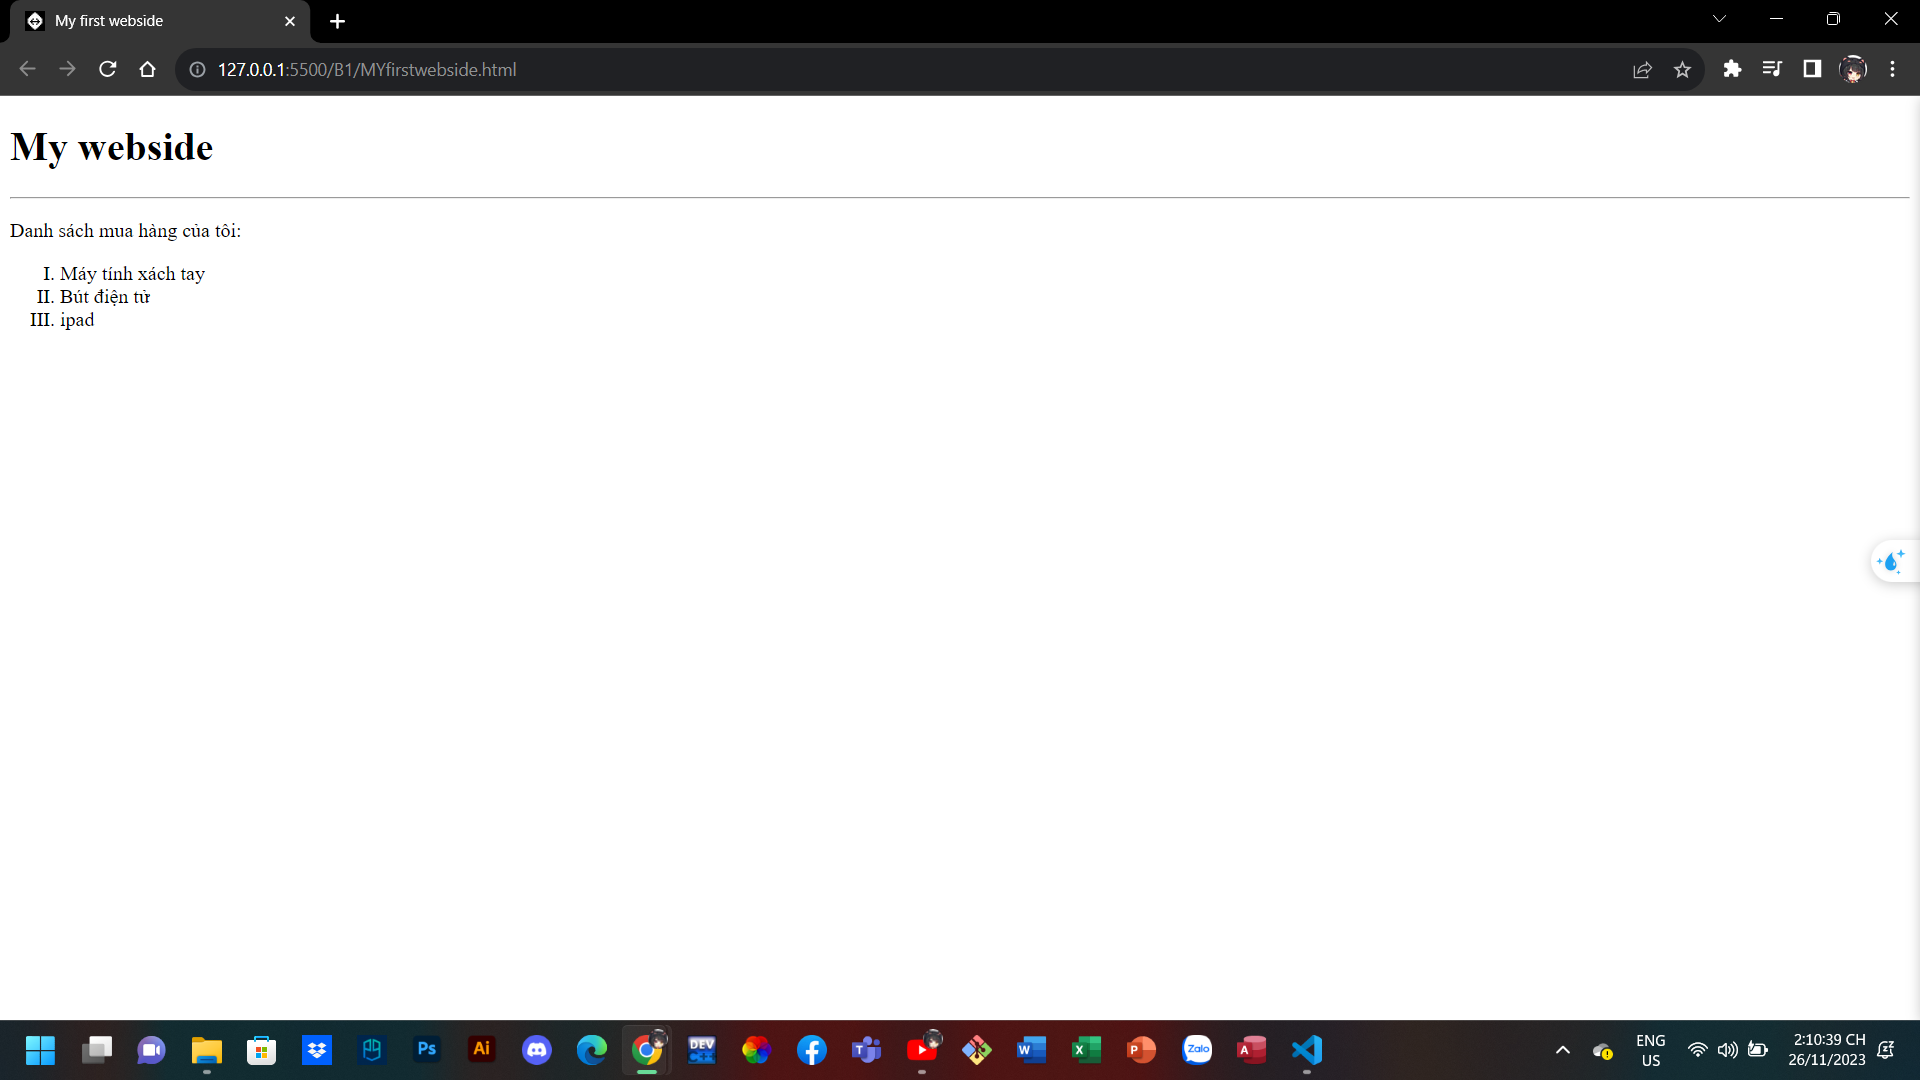 My first webside
127.0.0.1:5500/B1/MYfirstwebside.html
My webside
Danh sách mua hàng của tôi:
I. Máy tính xách tay
II. Bút điện tử
III. ipad
Ps
Ai
DEV
C++
T
W
X
P
Zalo
A
ENG
US
2:10:39 CH
26/11/2023